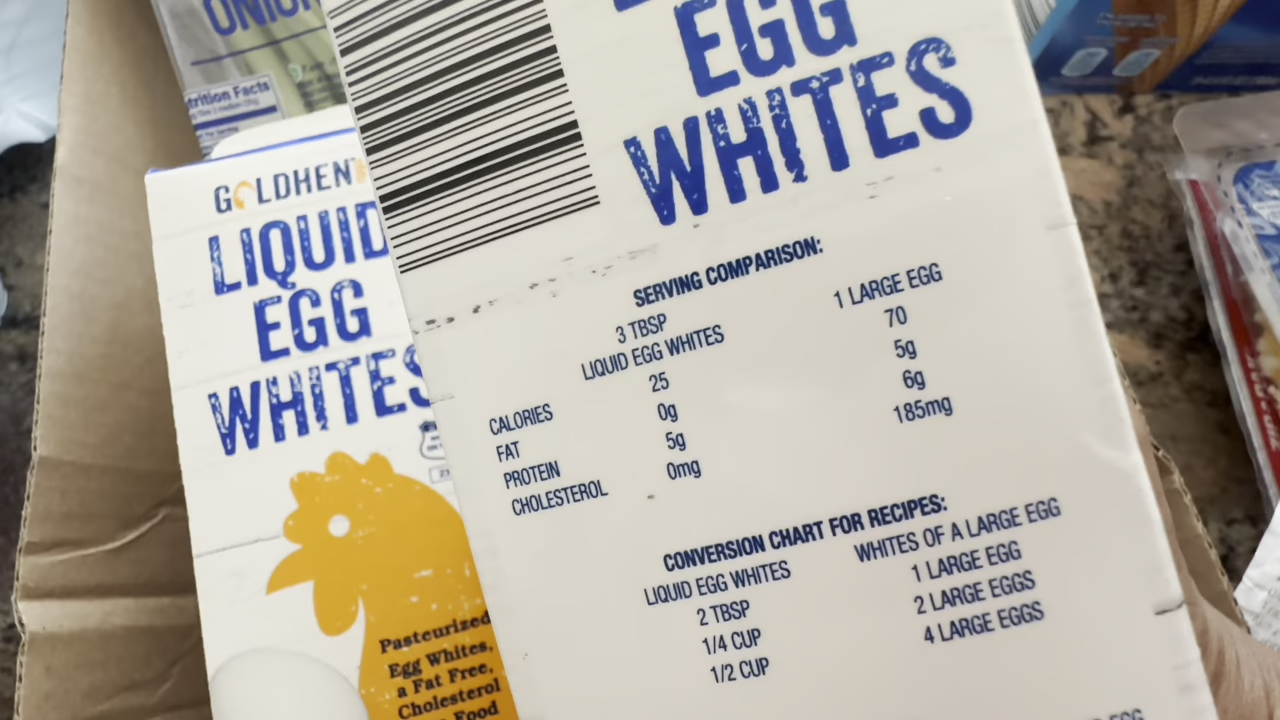 ONION
trition Facts
GOLDHEN
LIQUID
EGG
WHITES
Pasteurized
Egg Whites,
a Fat Free,
Cholesterol
Food
EGG
WHITES
SERVING COMPARISON:
3 TBSP
LIQUID EGG WHITES 1 LARGE EGG
CALORIES 25 70
FAT 0g 5g
PROTEIN 5g 6g
CHOLESTEROL 0mg 185mg
CONVERSION CHART FOR RECIPES:
LIQUID EGG WHITES WHITES OF A LARGE EGG
2 TBSP 1 LARGE EGG
1/4 CUP 2 LARGE EGGS
1/2 CUP 4 LARGE EGGS
EGG